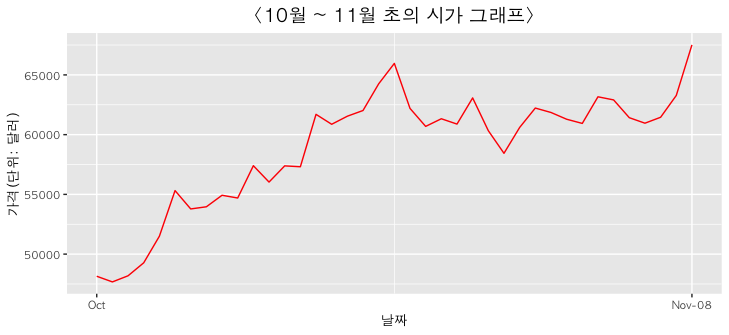 〈10월 ~ 11월 초의 시가 그래프〉
가격(단위: 달러)
65000
60000
55000
50000
Oct
Nov-08
날짜